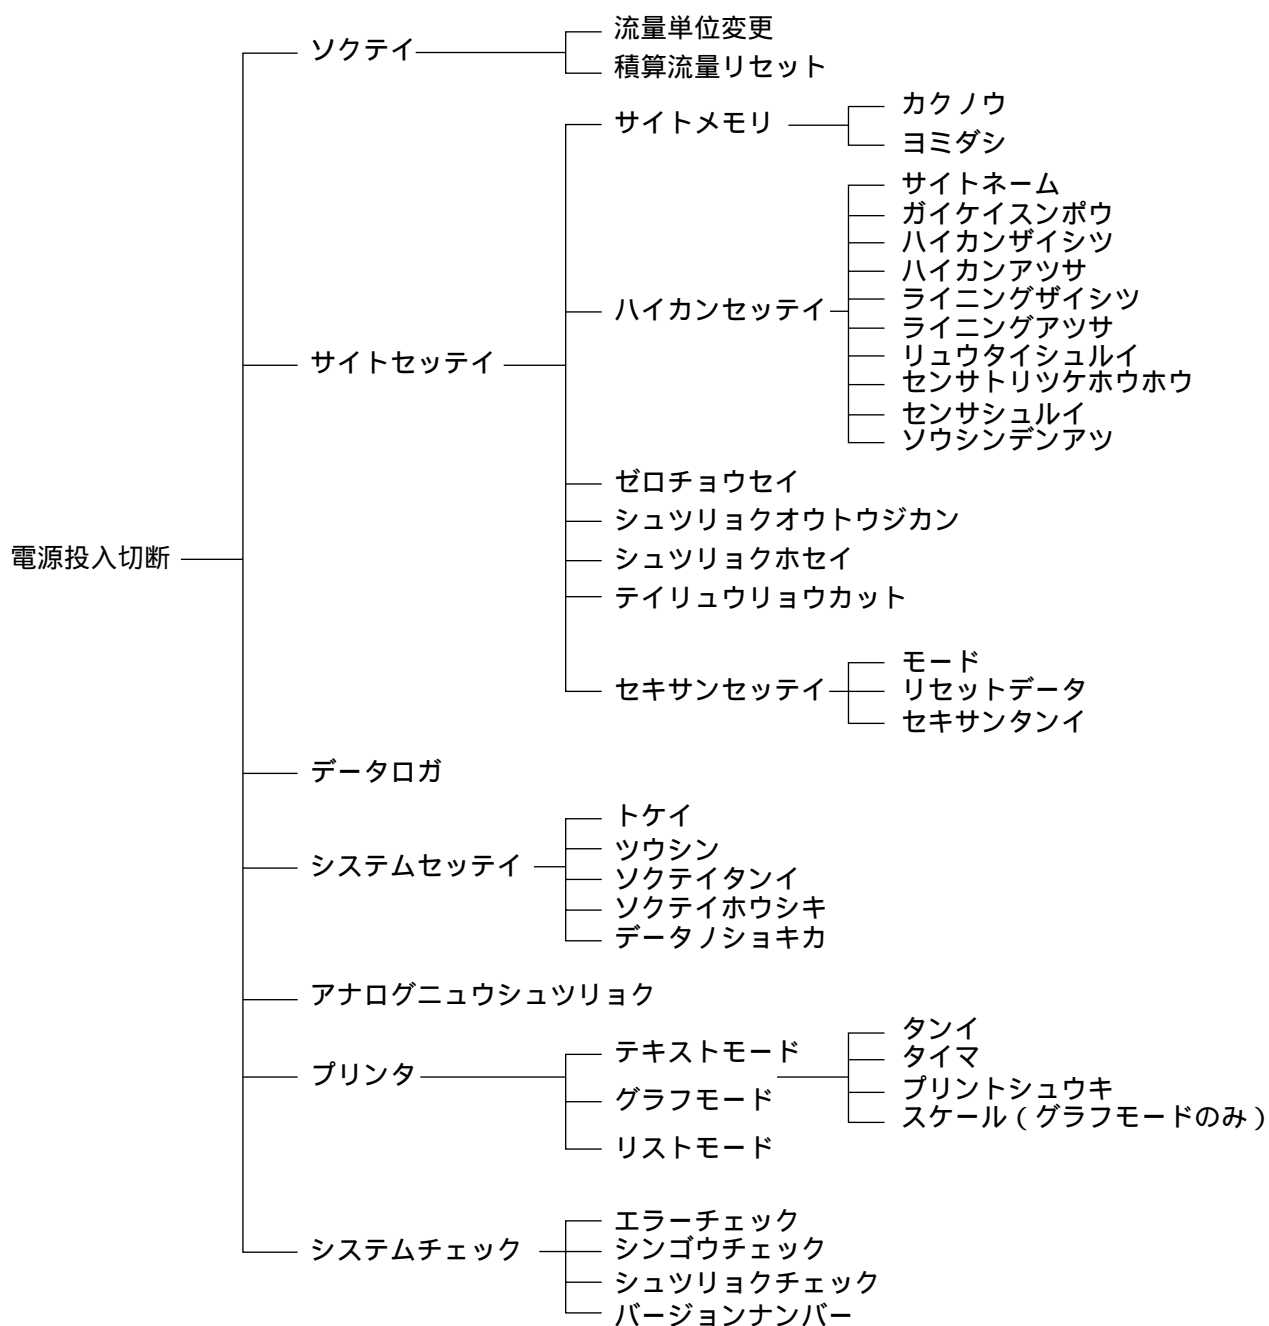 電源投入切断
ソクテイ
流量単位変更
積算流量リセット
サイトセッテイ
サイトメモリ
カクノウ
ヨミダシ
ハイカンセッテイ
サイトネーム
ガイケイスンポウ
ハイカンザイシツ
ハイカンアツサ
ライニングザイシツ
ライニングアツサ
リュウタイシュルイ
センサトリツケホウホウ
センサシュルイ
ソウシンデンアツ
ゼロチョウセイ
シュツリョクオウトウジカン
シュツリョクホセイ
テイリュウリョウカット
セキサンセッテイ
モード
リセットデータ
セキサンタンイ
データロガ
システムセッテイ
トケイ
ツウシン
ソクテイタンイ
ソクテイホウシキ
データノショキカ
アナログニュウシュツリョク
プリンタ
テキストモード
グラフモード
リストモード
タンイ
タイマ
プリントシュウキ
スケール（グラフモードのみ）
システムチェック
エラーチェック
シンゴウチェック
シュツリョクチェック
バージョンナンバー